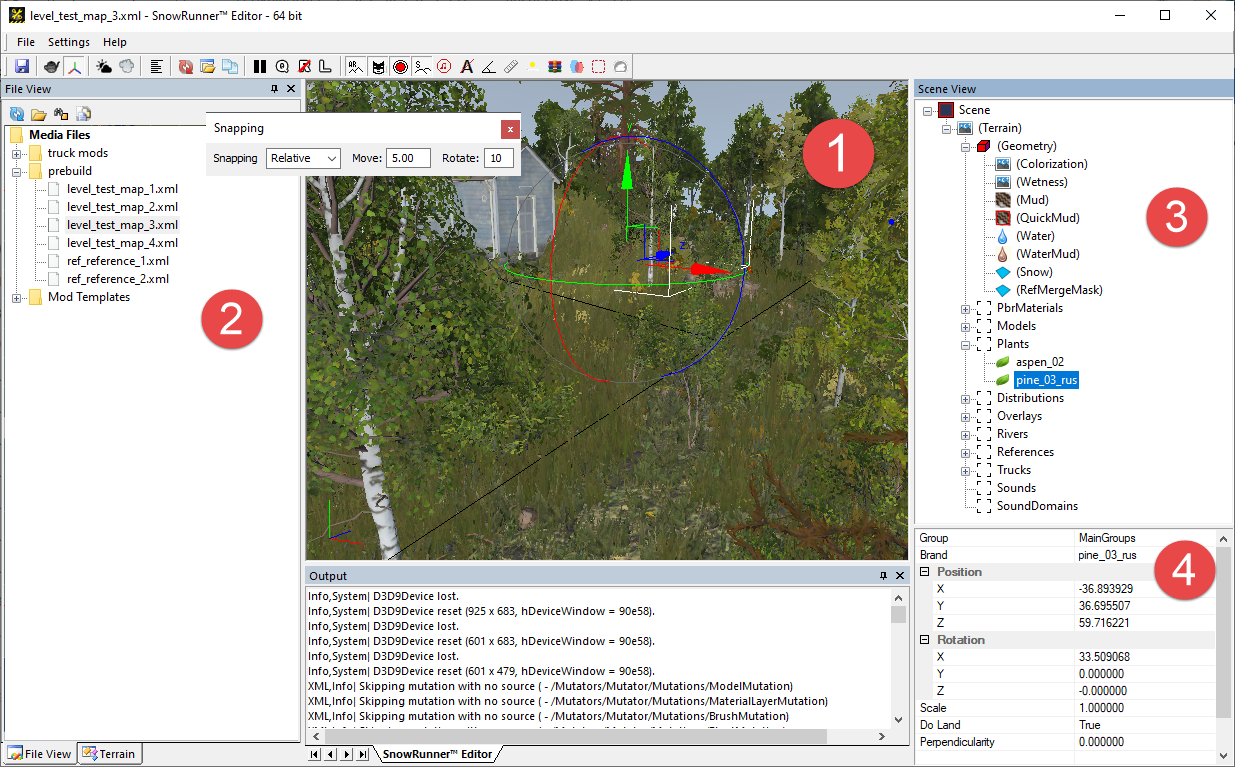 level_test_map_3.xml - SnowRunner™ Editor - 64 bit
File Settings Help
File View
Media Files
truck mods
prebuild
level_test_map_1.xml
level_test_map_2.xml
level_test_map_3.xml
level_test_map_4.xml
ref_reference_1.xml
ref_reference_2.xml
Mod Templates
2
File View Terrain
Snapping
Snapping Relative Move: 5.00 Rotate: 10
1
Z
Output
Info,System| D3D9Device lost.
Info,System| D3D9Device reset (925 x 683, hDeviceWindow = 90e58).
Info,System| D3D9Device lost.
Info,System| D3D9Device reset (601 x 683, hDeviceWindow = 90e58).
Info,System| D3D9Device lost.
Info,System| D3D9Device reset (601 x 479, hDeviceWindow = 90e58).
XML,Info| Skipping mutation with no source ( - /Mutators/Mutator/Mutations/ModelMutation)
XML,Info| Skipping mutation with no source ( - /Mutators/Mutator/Mutations/MaterialLayerMutation)
XML,Info| Skipping mutation with no source ( - /Mutators/Mutator/Mutations/BrushMutation)
SnowRunner™ Editor
Scene View
Scene
(Terrain)
(Geometry)
(Colorization)
(Wetness)
(Mud)
(QuickMud)
(Water)
(WaterMud)
(Snow)
(RefMergeMask)
PbrMaterials
Models
Plants
aspen_02
pine_03_rus
Distributions
Overlays
Rivers
References
Trucks
Sounds
SoundDomains
3
Group MainGroups
Brand pine_03_rus
Position
X -36.893929
Y 36.695507
Z 59.716221
Rotation
X 33.509068
Y 0.000000
Z -0.000000
Scale 1.000000
Do Land True
Perpendicularity 0.000000
4